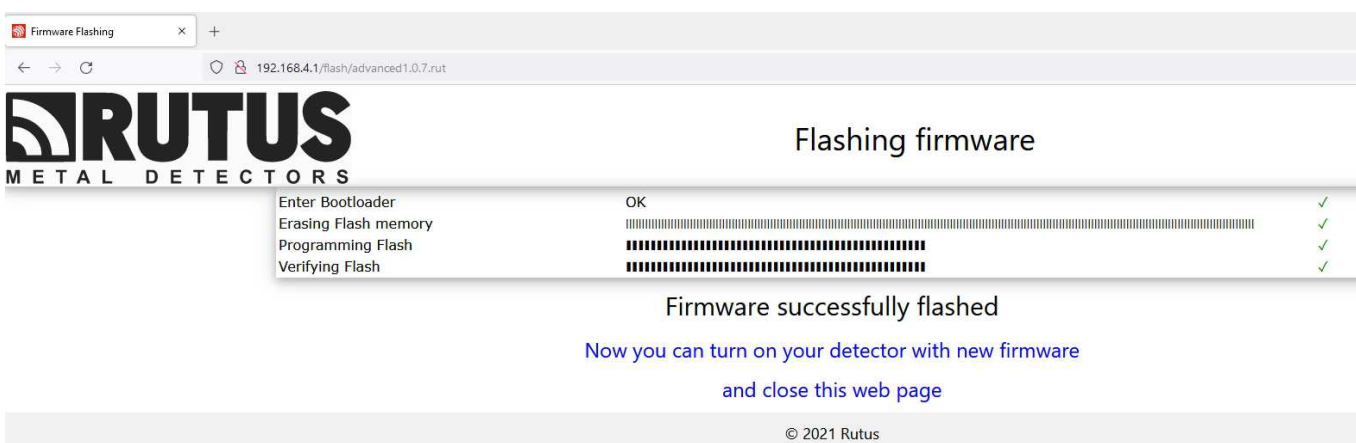 Firmware Flashing
192.168.4.1/flash/advanced1.0.7.rut
RUTUS
METAL DETECTORS
Flashing firmware
Enter Bootloader OK ✓
Erasing Flash memory ✓
Programming Flash ✓
Verifying Flash ✓
Firmware successfully flashed
Now you can turn on your detector with new firmware
and close this web page
© 2021 Rutus